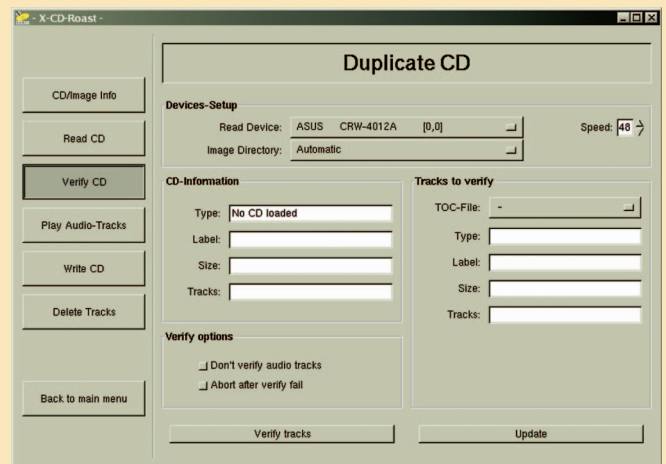 - X-CD-Roast -
Duplicate CD
CD/Image Info
Read CD
Verify CD
Play Audio-Tracks
Write CD
Delete Tracks
Back to main menu
Devices-Setup
Read Device: ASUS CRW-4012A [0,0] Speed: 48
Image Directory: Automatic
CD-Information
Type: No CD loaded
Label:
Size:
Tracks:
Tracks to verify
TOC-File: -
Type:
Label:
Size:
Tracks:
Verify options
Don't verify audio tracks
Abort after verify fail
Verify tracks
Update